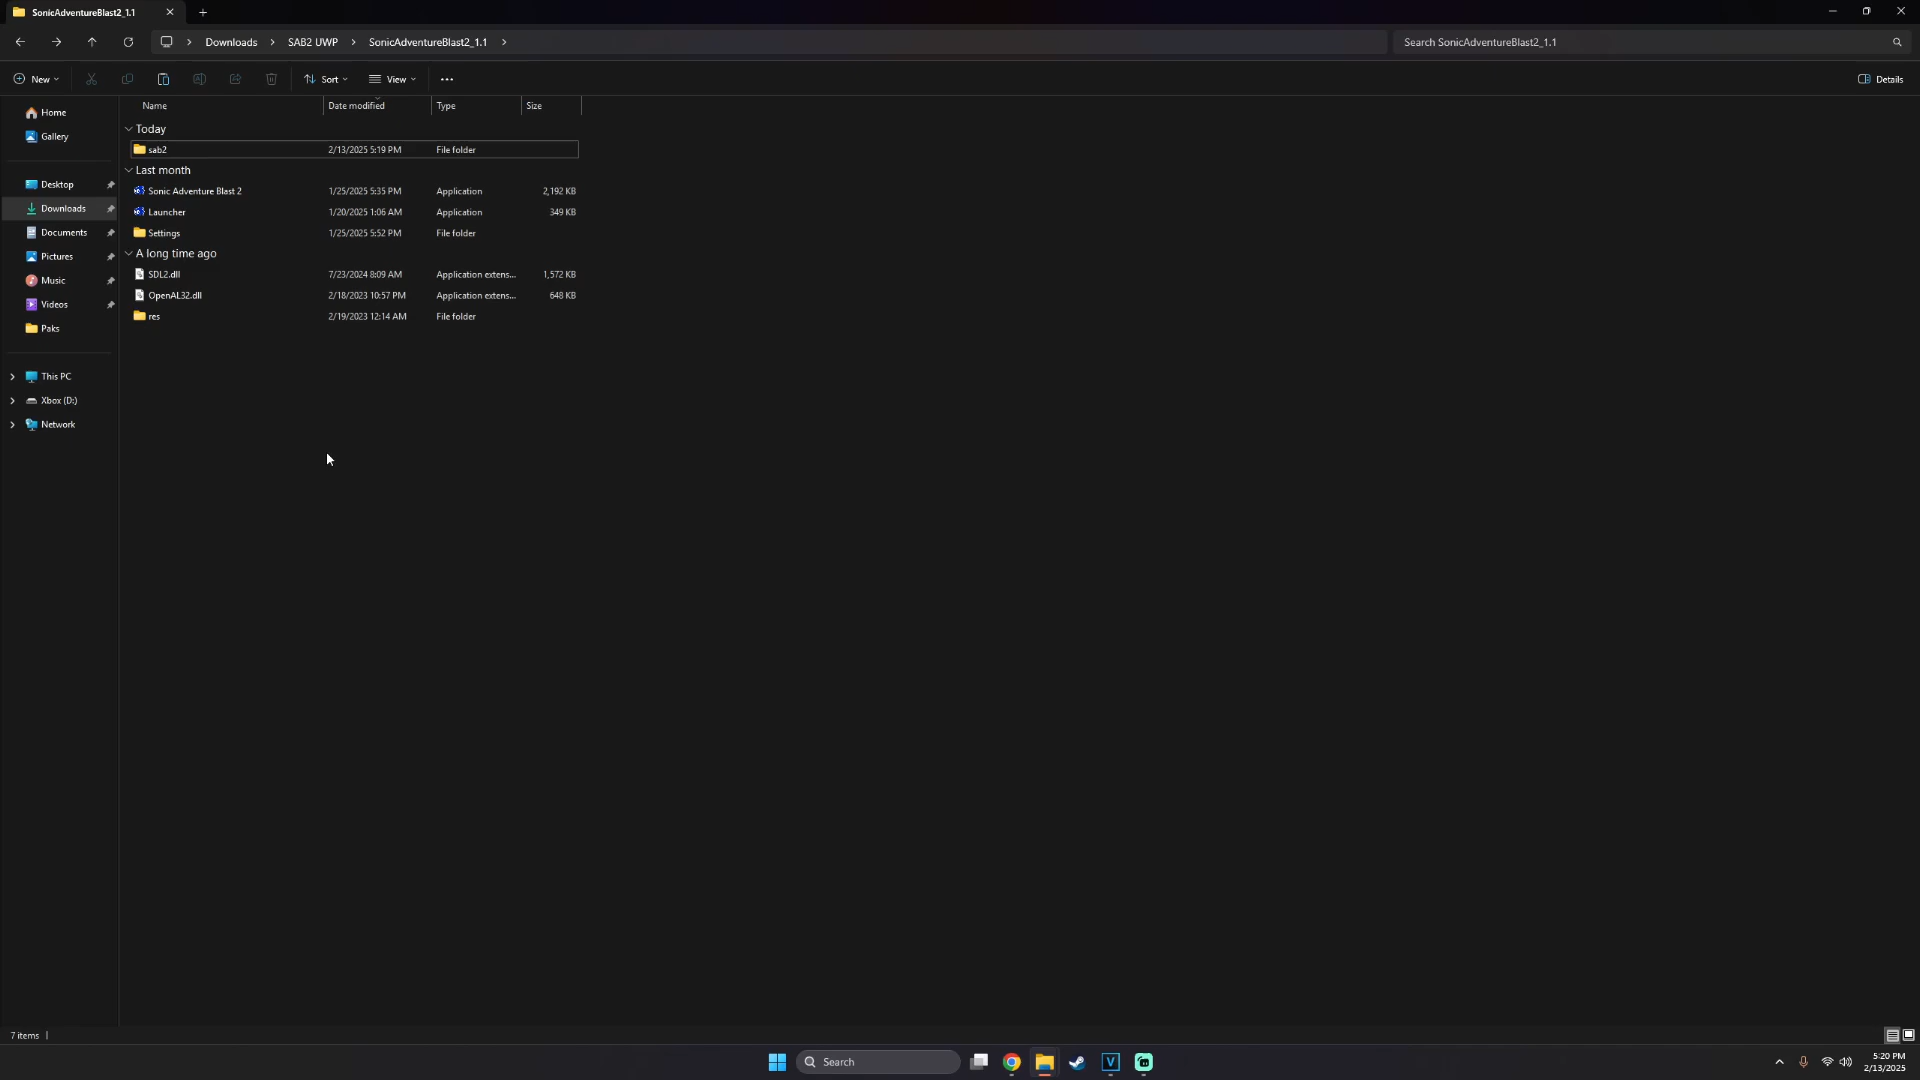 SonicAdventureBlast2_1.1
Downloads > SAB2 UWP > SonicAdventureBlast2_1.1 >
Search SonicAdventureBlast2_1.1
New
Sort
View
Details
Home
Gallery
Desktop
Downloads
Documents
Pictures
Music
Videos
Paks
This PC
Xbox (D:)
Network
Name Date modified Type Size
Today
sab2 2/13/2025 5:19 PM File folder
Last month
Sonic Adventure Blast 2 1/25/2025 5:35 PM Application 2,192 KB
Launcher 1/20/2025 1:06 AM Application 349 KB
Settings 1/25/2025 5:52 PM File folder
A long time ago
SDL2.dll 7/23/2024 8:09 AM Application extens... 1,572 KB
OpenAL32.dll 2/18/2023 10:57 PM Application extens... 648 KB
res 2/19/2023 12:14 AM File folder
7 items
Search
V
5:20 PM
2/13/2025